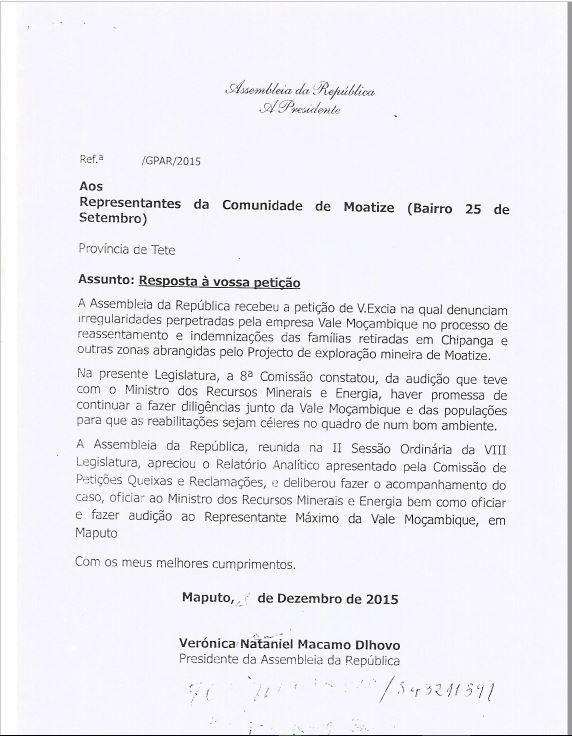 Assembleia da República
A Presidente
Ref.ª /GPAR/2015
Aos
Representantes da Comunidade de Moatize (Bairro 25 de
Setembro)
Província de Tete
Assunto: Resposta à vossa petição
A Assembleia da República recebeu a petição de V.Excia na qual denunciam
irregularidades perpetradas pela empresa Vale Moçambique no processo de
reassentamento e indemnizações das famílias retiradas em Chipanga e
outras zonas abrangidas pelo Projecto de exploração mineira de Moatize.
Na presente Legislatura, a 8ª Comissão constatou, da audição que teve
com o Ministro dos Recursos Minerais e Energia, haver promessa de
continuar a fazer diligências junto da Vale Moçambique e das populações
para que as reabilitações sejam céleres no quadro de num bom ambiente.
A Assembleia da República, reunida na II Sessão Ordinária da VIII
Legislatura, apreciou o Relatório Analítico apresentado pela Comissão de
Petições Queixas e Reclamações, e deliberou fazer o acompanhamento do
caso, oficiar ao Ministro dos Recursos Minerais e Energia bem como oficiar
e fazer audição ao Representante Máximo da Vale Moçambique, em
Maputo
Com os meus melhores cumprimentos.
Maputo, de Dezembro de 2015
Verónica Nataniel Macamo Dlhovo
Presidente da Assembleia da República